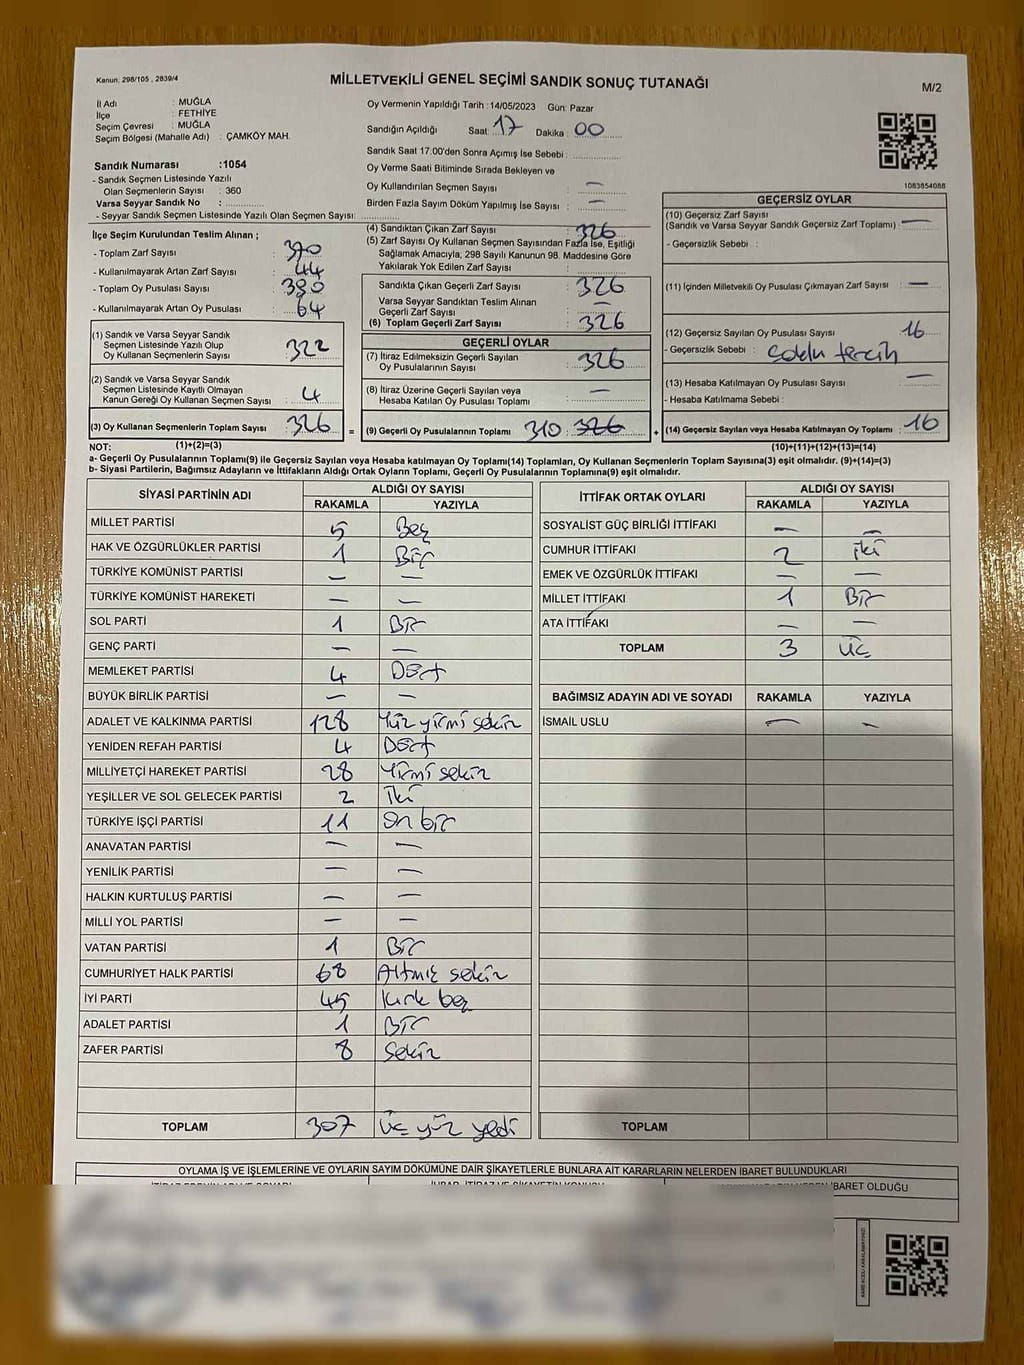 Kanun, 298/105 , 2839/4
MİLLETVEKİLİ GENEL SEÇİMİ SANDIK SONUÇ TUTANAĞI
M/2
İl Adı : MUĞLA
İlçe : FETHİYE
Seçim Çevresi : MUĞLA
Seçim Bölgesi (Mahalle Adı) : ÇAMKÖY MAH.
Sandık Numarası :1054
- Sandık Seçmen Listesinde Yazılı
Olan Seçmenlerin Sayısı : 360
Varsa Seyyar Sandık No :
- Seyyar Sandık Seçmen Listesinde Yazılı Olan Seçmen Sayısı:
Oy Vermenin Yapıldığı Tarih :14/05/2023 Gün: Pazar
Sandığın Açıldığı Saat: 17 Dakika : 00
Sandık Saat 17:00'den Sonra Açımış İse Sebebi :
Oy Verme Saati Bitiminde Sırada Bekleyen ve
Oy Kullandırılan Seçmen Sayısı : —
Birden Fazla Sayım Döküm Yapılmış İse Sayısı : —
1083854088
İlçe Seçim Kurulundan Teslim Alınan ;
- Toplam Zarf Sayısı : 370
- Kullanılmayarak Artan Zarf Sayısı : 44
- Toplam Oy Pusulası Sayısı : 390
- Kullanılmayarak Artan Oy Pusulası : 64
(1) Sandık ve Varsa Seyyar Sandık
Seçmen Listesinde Yazılı Olup
Oy Kullanan Seçmenlerin Sayısı : 322
(2) Sandık ve Varsa Seyyar Sandık
Seçmen Listesinde Kayıtlı Olmayan
Kanun Gereği Oy Kullanan Seçmen Sayısı : 4
(3) Oy Kullanan Seçmenlerin Toplam Sayısı : 326 =
(4) Sandıktan Çıkan Zarf Sayısı : 326
(5) Zarf Sayısı Oy Kullanan Seçmen Sayısından Fazla İse, Eşitliği
Sağlamak Amacıyla, 298 Sayılı Kanunun 98. Maddesine Göre
Yakılarak Yok Edilen Zarf Sayısı :
Sandıkta Çıkan Geçerli Zarf Sayısı : 326
Varsa Seyyar Sandıktan Teslim Alınan
Geçerli Zarf Sayısı : —
(6) Toplam Geçerli Zarf Sayısı : 326
GEÇERLİ OYLAR
(7) İtiraz Edilmeksizin Geçerli Sayılan
Oy Pusulalarının Sayısı : 326
(8) İtiraz Üzerine Geçerli Sayılan veya
Hesaba Katılan Oy Pusulası Toplamı : —
(9) Geçerli Oy Pusulalarının Toplamı 310 326 +
GEÇERSİZ OYLAR
(10) Geçersiz Zarf Sayısı
(Sandık ve Varsa Seyyar Sandık Geçersiz Zarf Toplamı) : —
- Geçersizlik Sebebi :
(11) İçinden Milletvekili Oy Pusulası Çıkmayan Zarf Sayısı : —
(12) Geçersiz Sayılan Oy Pusulası Sayısı : 16
- Geçersizlik Sebebi : Çoklu tercih
(13) Hesaba Katılmayan Oy Pusulası Sayısı : —
- Hesaba Katılmama Sebebi :
(14) Geçersiz Sayılan veya Hesaba Katılmayan Oy Toplamı : 16
NOT: (1)+(2)=(3) (10)+(11)+(12)+(13)=(14)
a- Geçerli Oy Pusulalarının Toplamı(9) ile Geçersiz Sayılan veya Hesaba katılmayan Oy Toplamı(14) Toplamları, Oy Kullanan Seçmenlerin Toplam Sayısına(3) eşit olmalıdır. (9)+(14)=(3)
b- Siyasi Partilerin, Bağımsız Adayların ve İttifakların Aldığı Ortak Oyların Toplamı, Geçerli Oy Pusulalarının Toplamına(9) eşit olmalıdır.
SİYASİ PARTİNİN ADI ALDIĞI OY SAYISI
RAKAMLA YAZIYLA
MİLLET PARTİSİ 5 Beş
HAK VE ÖZGÜRLÜKLER PARTİSİ 1 Bir
TÜRKİYE KOMÜNİST PARTİSİ — —
TÜRKİYE KOMÜNİST HAREKETİ — —
SOL PARTİ 1 Bir
GENÇ PARTİ — —
MEMLEKET PARTİSİ 4 Dört
BÜYÜK BİRLİK PARTİSİ — —
ADALET VE KALKINMA PARTİSİ 128 Yüz yirmi sekiz
YENİDEN REFAH PARTİSİ 4 Dört
MİLLİYETÇİ HAREKET PARTİSİ 28 Yirmi sekiz
YEŞİLLER VE SOL GELECEK PARTİSİ 2 İki
TÜRKİYE İŞÇİ PARTİSİ 11 On bir
ANAVATAN PARTİSİ — —
YENİLİK PARTİSİ — —
HALKIN KURTULUŞ PARTİSİ — —
MİLLİ YOL PARTİSİ — —
VATAN PARTİSİ 1 Bir
CUMHURİYET HALK PARTİSİ 68 Altmış sekiz
İYİ PARTİ 45 Kırk beş
ADALET PARTİSİ 1 Bir
ZAFER PARTİSİ 8 Sekiz
TOPLAM 307 Üç yüz yedi
İTTİFAK ORTAK OYLARI ALDIĞI OY SAYISI
RAKAMLA YAZIYLA
SOSYALİST GÜÇ BİRLİĞİ İTTİFAKI — —
CUMHUR İTTİFAKI 2 İki
EMEK VE ÖZGÜRLÜK İTTİFAKI — —
MİLLET İTTİFAKI 1 Bir
ATA İTTİFAKI — —
TOPLAM 3 Üç
BAĞIMSIZ ADAYIN ADI VE SOYADI RAKAMLA YAZIYLA
İSMAİL USLU — —
TOPLAM
OYLAMA İŞ VE İŞLEMLERİNE VE OYLARIN SAYIM DÖKÜMÜNE DAİR ŞİKAYETLERLE BUNLARA AİT KARARLARIN NELERDEN İBARET BULUNDUKLARI
İBARET OLDUĞU